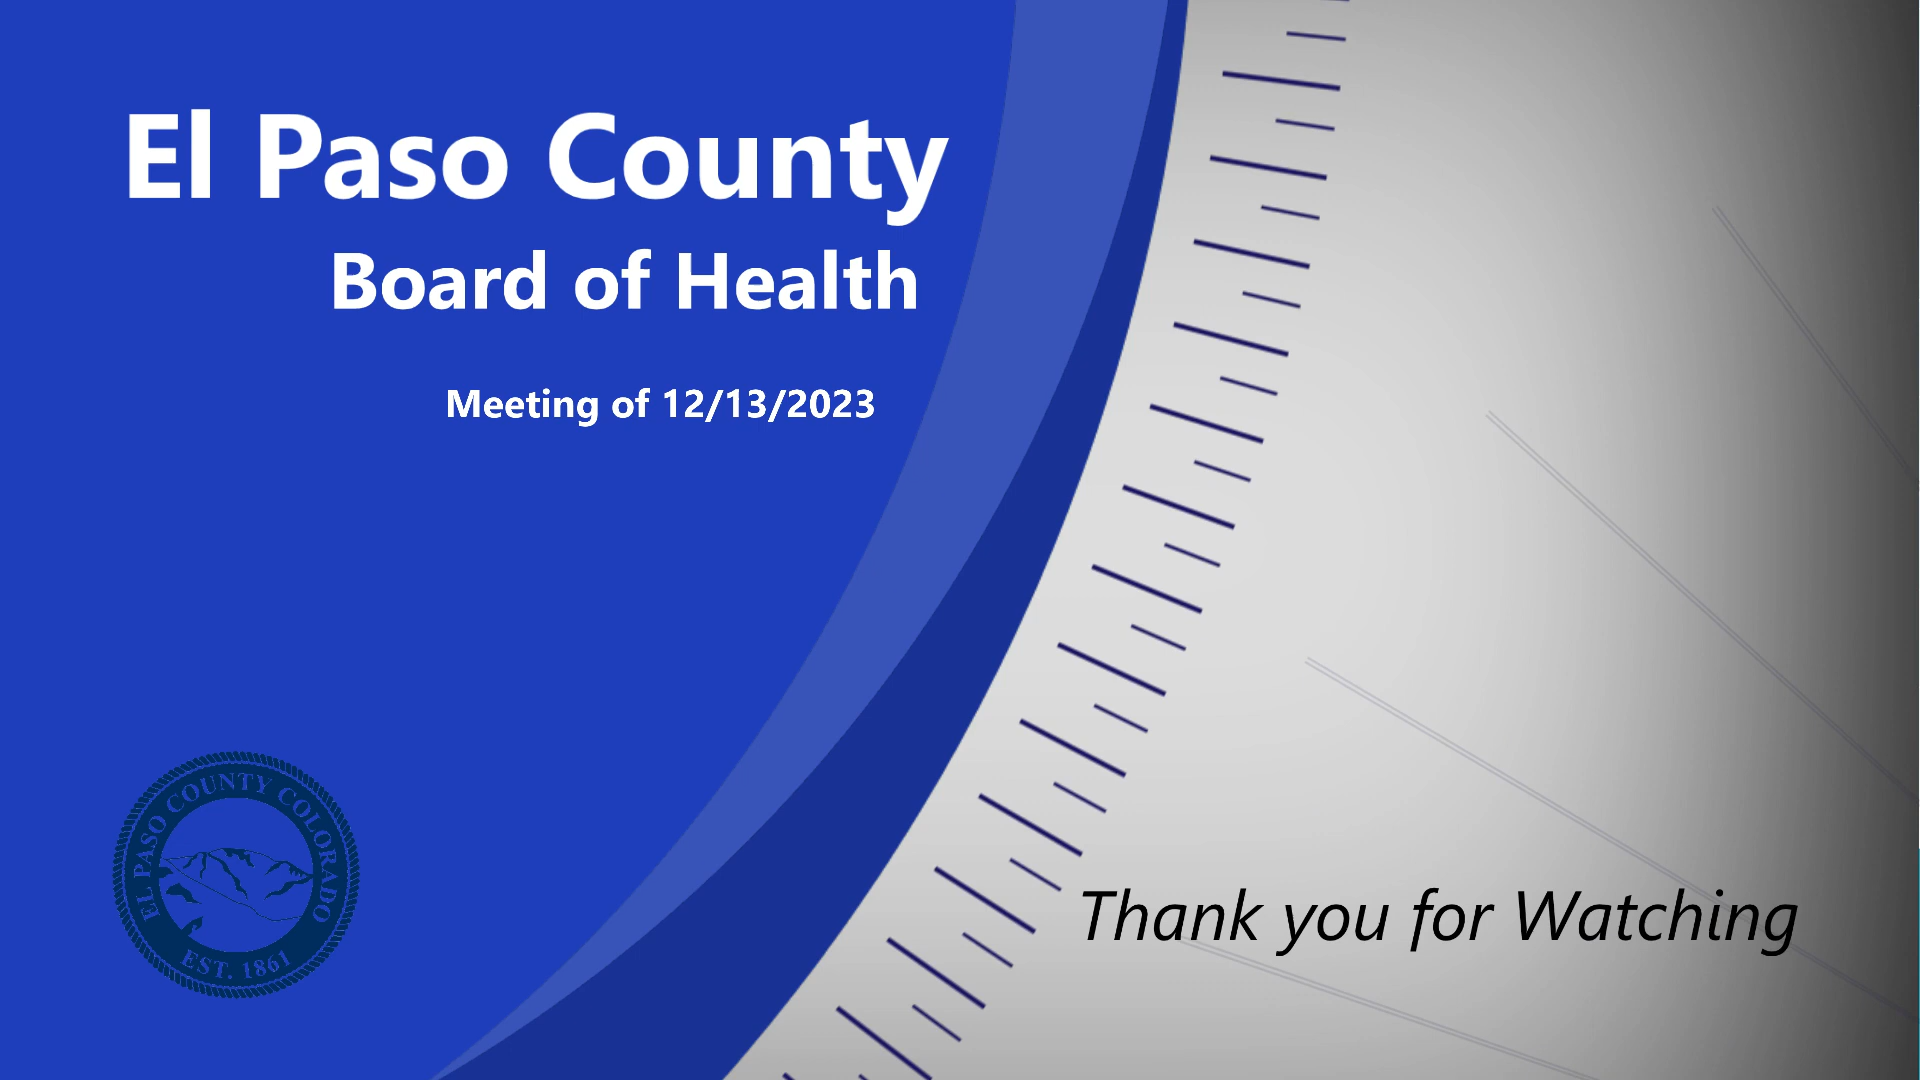 El Paso County
Board of Health
Meeting of 12/13/2023
EL PASO COUNTY COLORADO
EST. 1861
Thank you for Watching